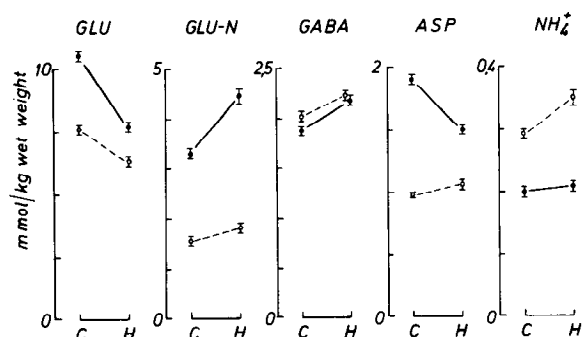 GLU GLU-N GABA ASP NH₄⁺
10 5 2,5 2 0,4
mmol/kg wet weight
0 0 0 0 0
C H C H C H C H C H